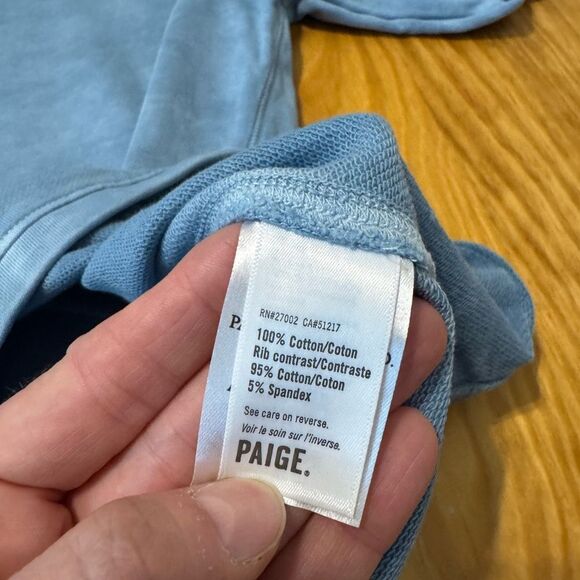 RN#27002 CA#51217
100% Cotton/Coton
Rib contrast/Contraste
95% Cotton/Coton
5% Spandex
See care on reverse.
Voir le soin sur l'inverse.
PAIGE®